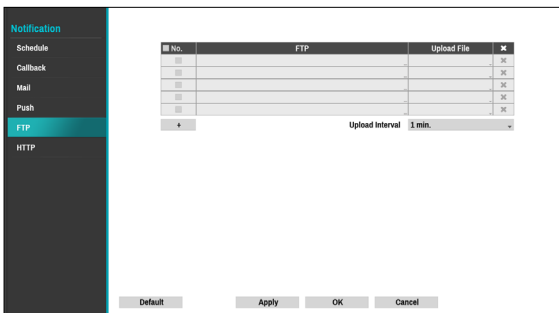 Notification
Schedule
Callback
Mail
Push
FTP
HTTP
No. FTP Upload File
+ Upload Interval 1 min.
Default Apply OK Cancel